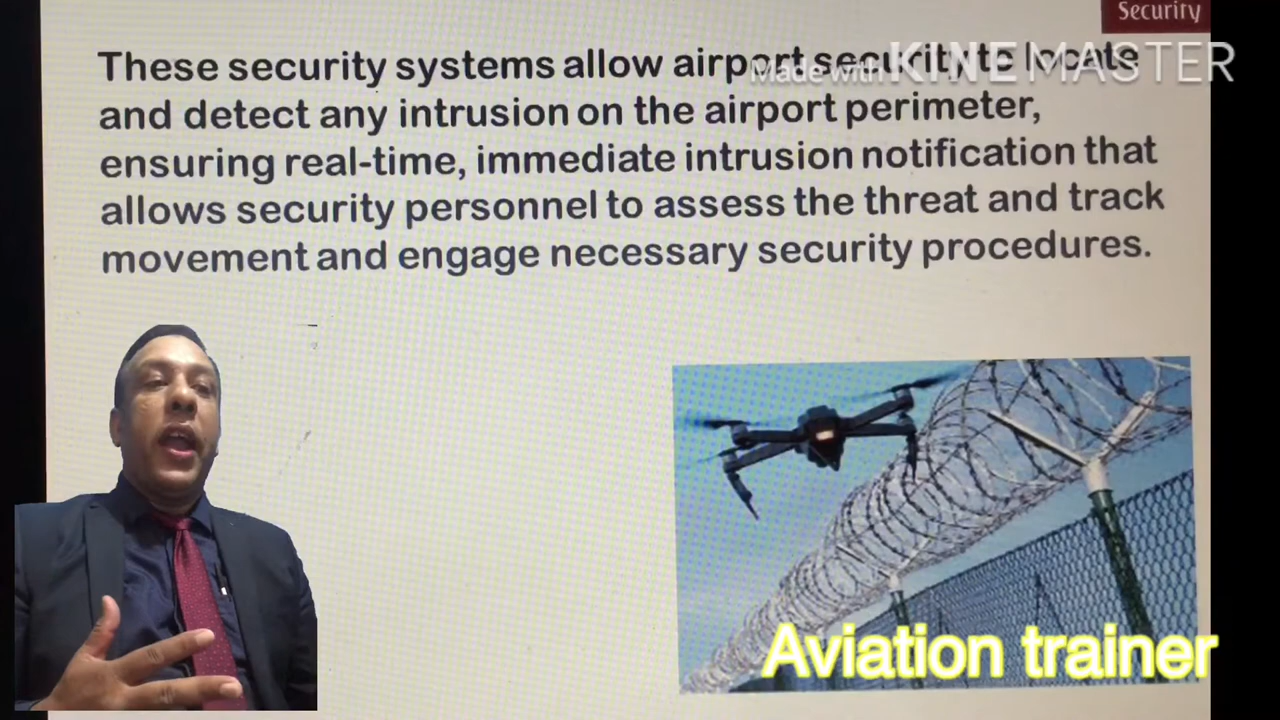 Security
These security systems allow airport security to locate
Made with KINEMASTER
and detect any intrusion on the airport perimeter,
ensuring real-time, immediate intrusion notification that
allows security personnel to assess the threat and track
movement and engage necessary security procedures.
Aviation trainer